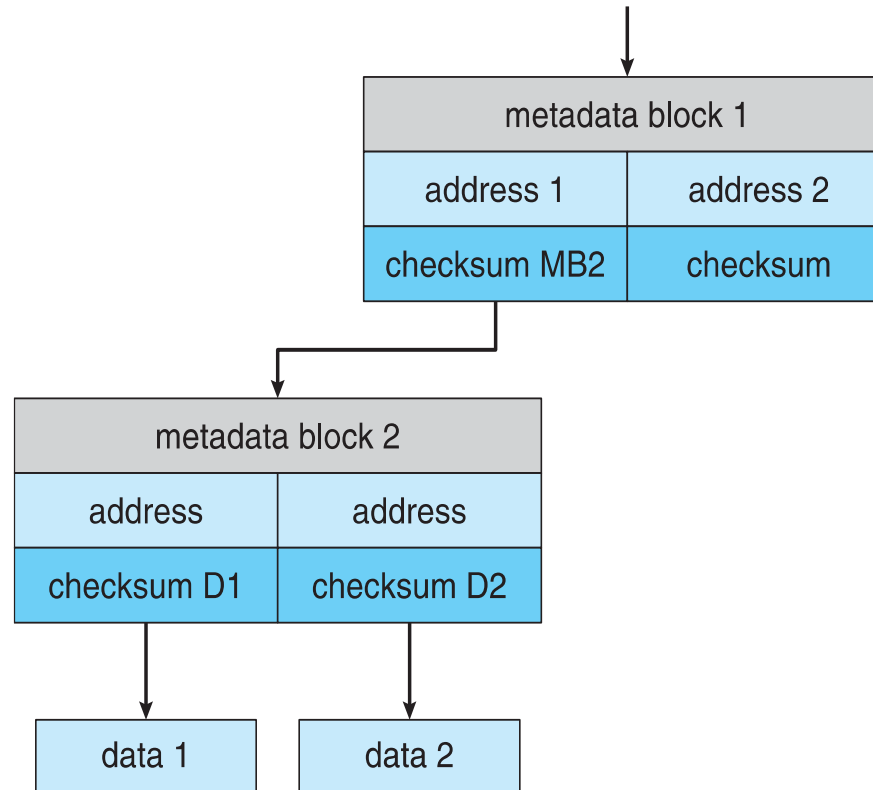 metadata block 1
address 1 address 2
checksum MB2 checksum
metadata block 2
address address
checksum D1 checksum D2
data 1 data 2